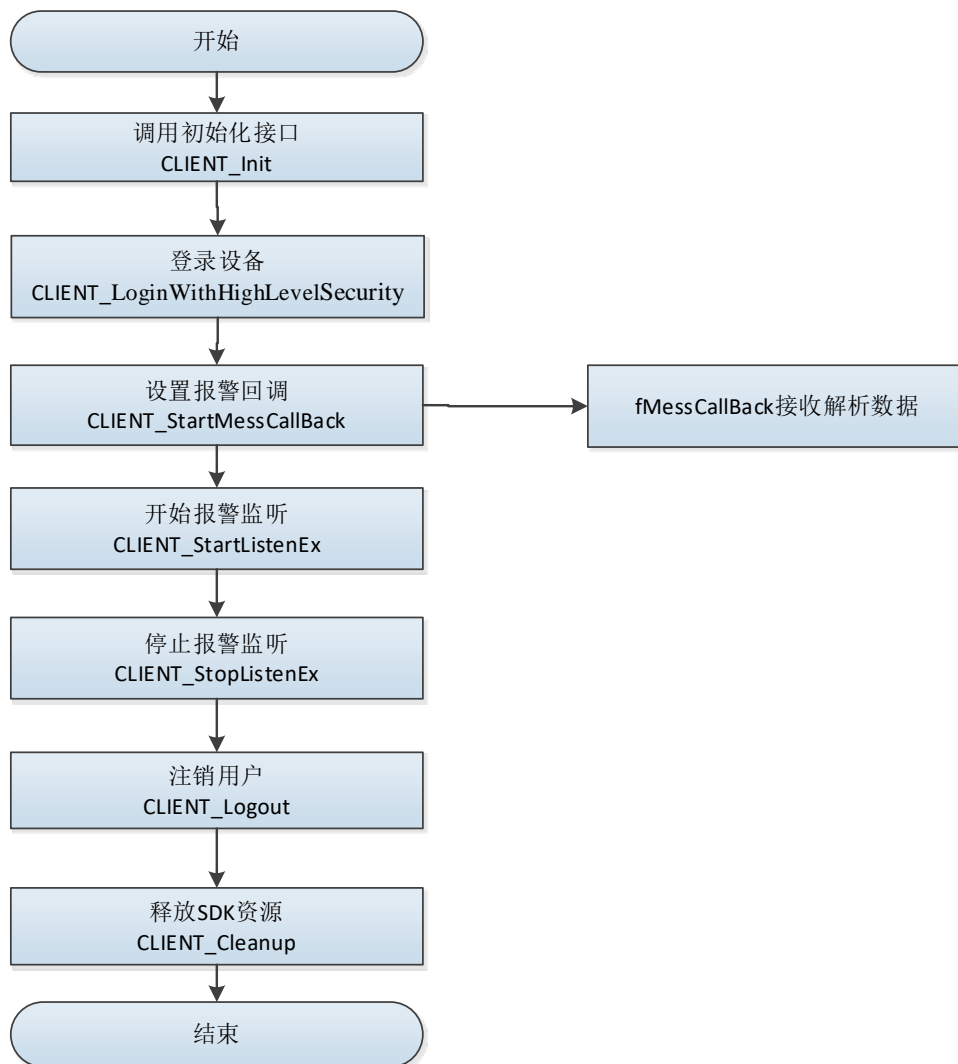 开始
调用初始化接口
CLIENT_Init
登录设备
CLIENT_LoginWithHighLevelSecurity
设置报警回调
CLIENT_StartMessCallBack
fMessCallBack接收解析数据
开始报警监听
CLIENT_StartListenEx
停止报警监听
CLIENT_StopListenEx
注销用户
CLIENT_Logout
释放SDK资源
CLIENT_Cleanup
结束